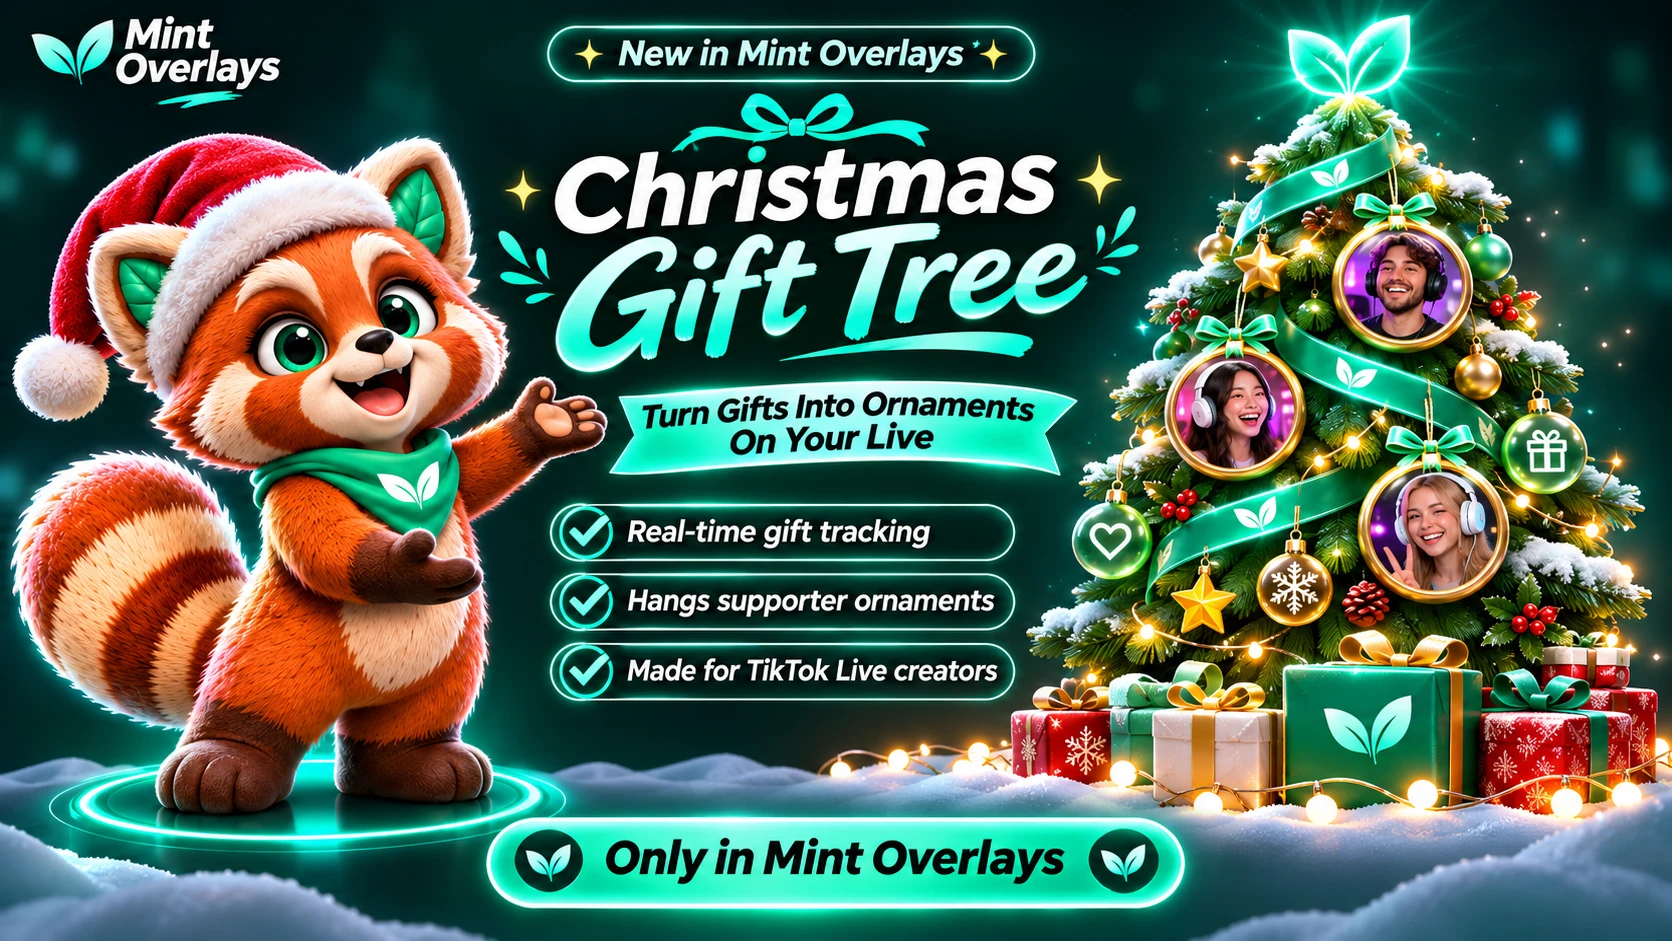 Mint
Overlays
New in Mint Overlays
Christmas
Gift Tree
Turn Gifts Into Ornaments
On Your Live
Real-time gift tracking
Hangs supporter ornaments
Made for TikTok Live creators
Only in Mint Overlays